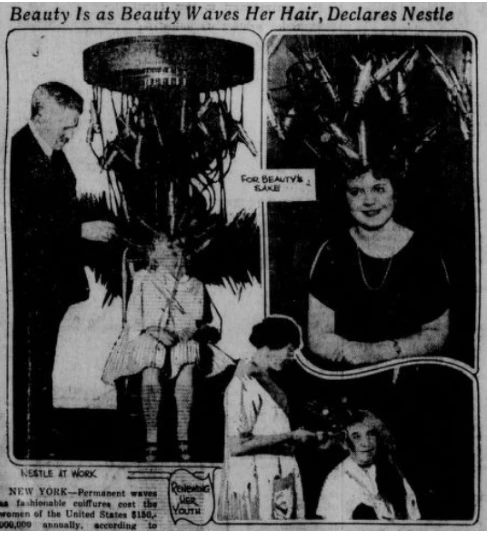 Beauty Is as Beauty Waves Her Hair, Declares Nestle
FOR BEAUTY'S
SAKE
NESTLE AT WORK
RENEWING
HER
YOUTH
NEW YORK—Permanent waves
as fashionable coiffures cost the
women of the United States $150,-
000,000 annually, according to